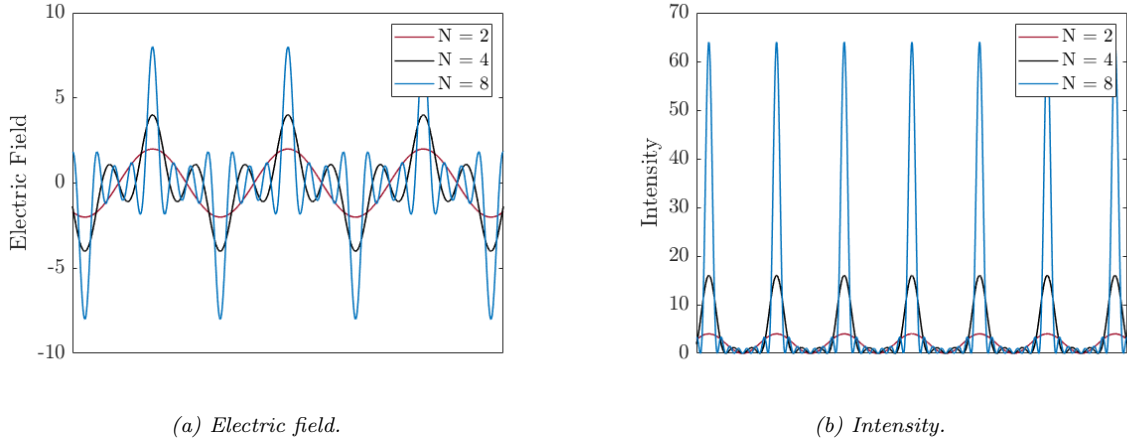 10
5
0
-5
-10
Electric Field
N = 2
N = 4
N = 8
(a) Electric field.
70
60
50
40
30
20
10
0
Intensity
N = 2
N = 4
N = 8
(b) Intensity.